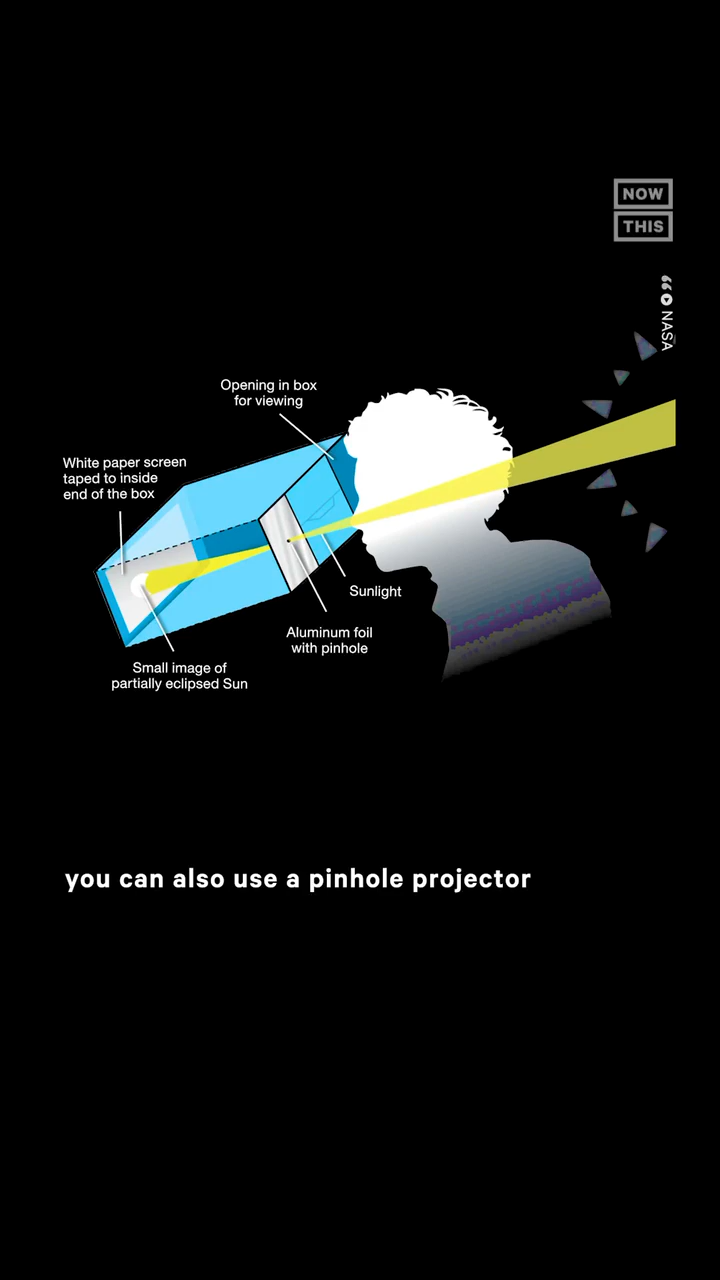 NOW
THIS
NASA
Opening in box
for viewing
White paper screen
taped to inside
end of the box
Sunlight
Aluminum foil
with pinhole
Small image of
partially eclipsed Sun
you can also use a pinhole projector